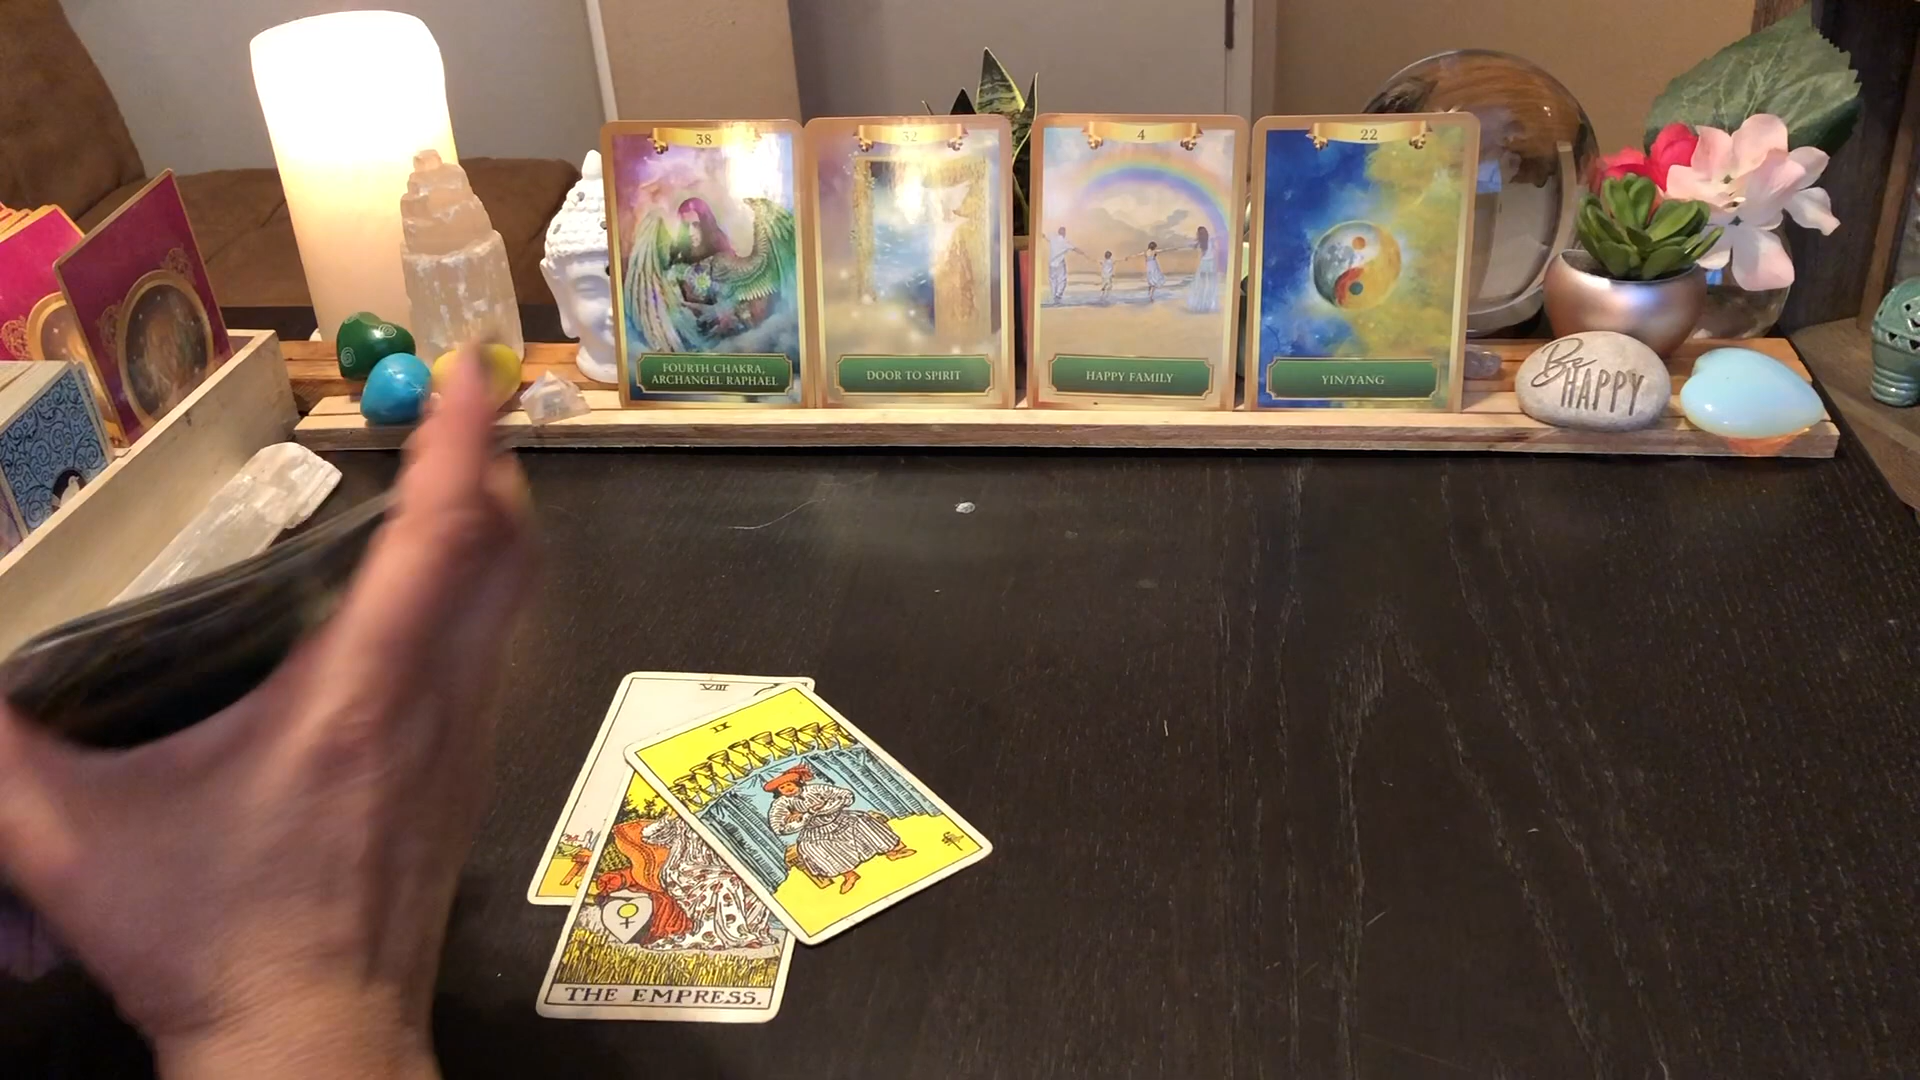 38
32
4
22
FOURTH CHAKRA,
ARCHANGEL RAPHAEL
DOOR TO SPIRIT
HAPPY FAMILY
YIN/YANG
Be
HAPPY
VIII
IX
THE EMPRESS.